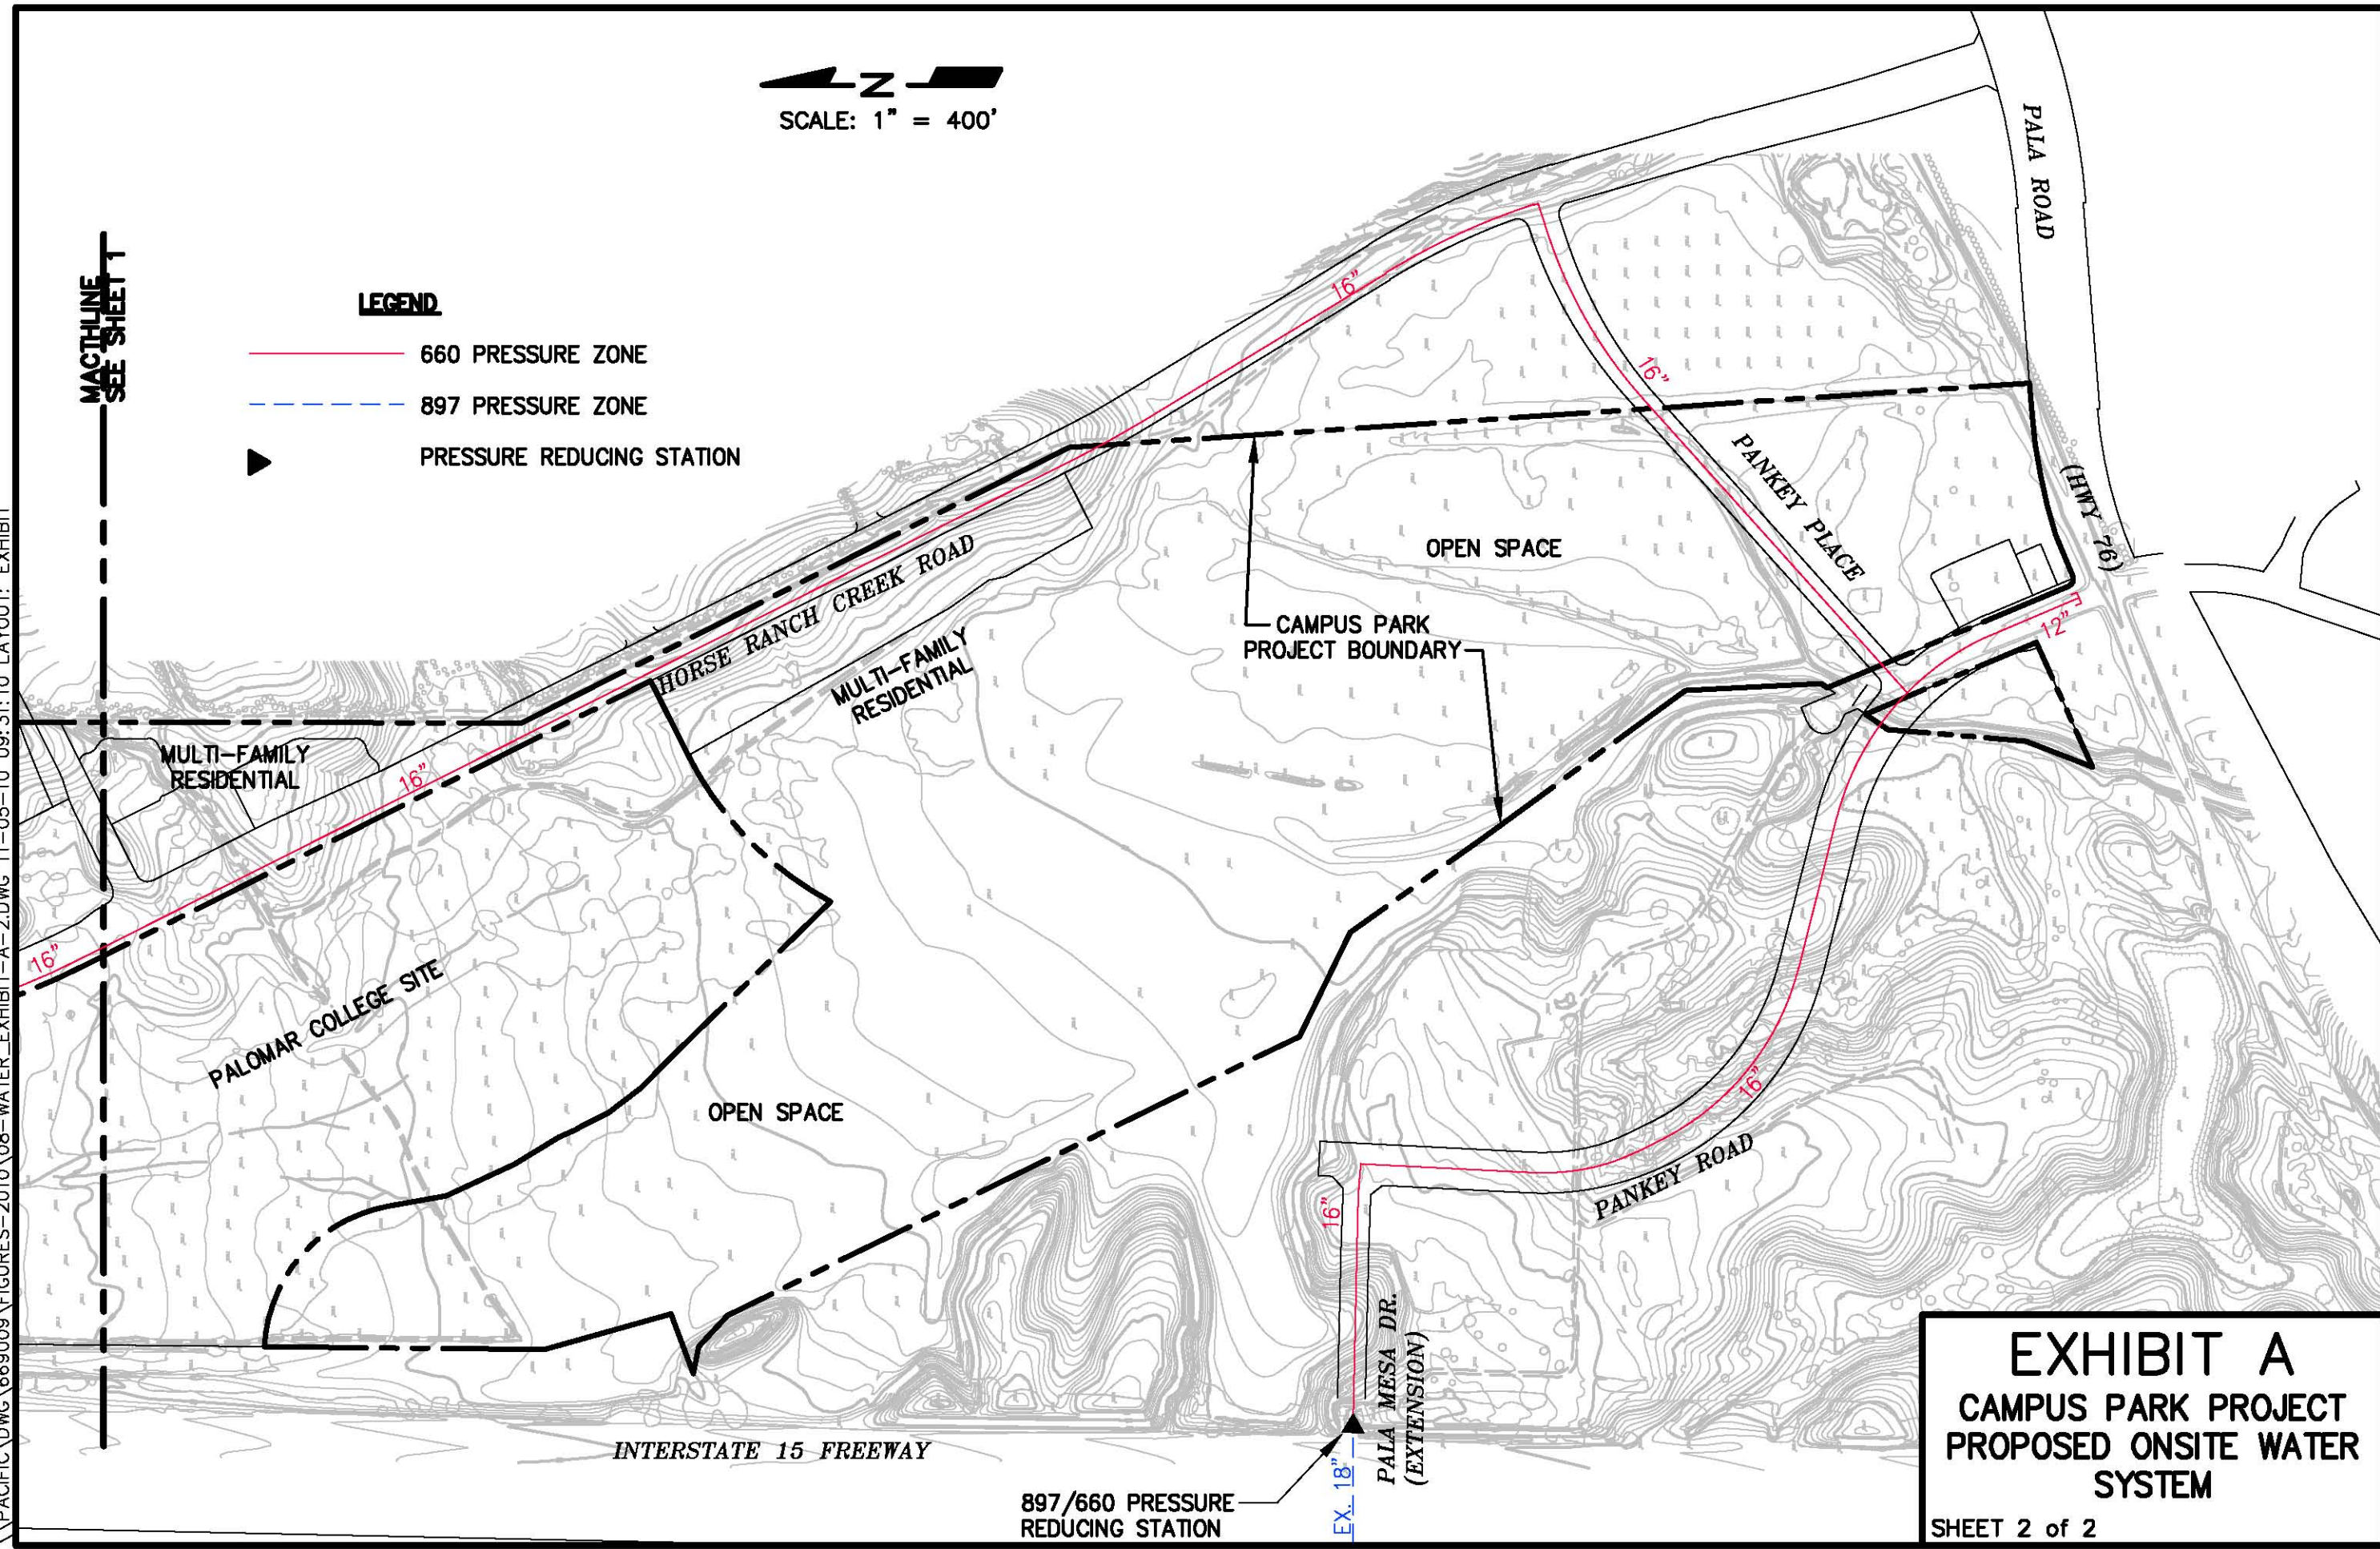 N
SCALE: 1" = 400'
MACTHLINE
SEE SHEET 1
LEGEND
660 PRESSURE ZONE
897 PRESSURE ZONE
PRESSURE REDUCING STATION
PALA ROAD
(HWY 76)
16"
16"
PANKEY PLACE
OPEN SPACE
HORSE RANCH CREEK ROAD
MULTI-FAMILY
RESIDENTIAL
CAMPUS PARK
PROJECT BOUNDARY
12"
MULTI-FAMILY
RESIDENTIAL
16"
16"
PALOMAR COLLEGE SITE
OPEN SPACE
16"
PANKEY ROAD
16"
PALA MESA DR.
(EXTENSION)
INTERSTATE 15 FREEWAY
897/660 PRESSURE
REDUCING STATION
EX. 18"
EXHIBIT A
CAMPUS PARK PROJECT
PROPOSED ONSITE WATER
SYSTEM
SHEET 2 of 2